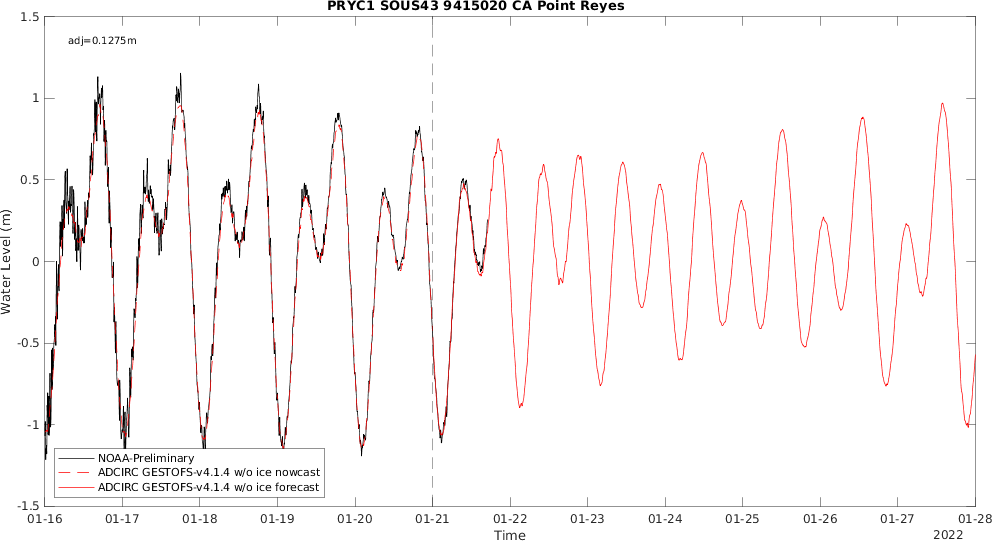 PRYC1 SOUS43 9415020 CA Point Reyes
adj=0.1275m
1.5
1
0.5
0
-0.5
-1
-1.5
Water Level (m)
NOAA-Preliminary
ADCIRC GESTOFS-v4.1.4 w/o ice nowcast
ADCIRC GESTOFS-v4.1.4 w/o ice forecast
01-16 01-17 01-18 01-19 01-20 01-21 01-22 01-23 01-24 01-25 01-26 01-27 01-28
Time
2022